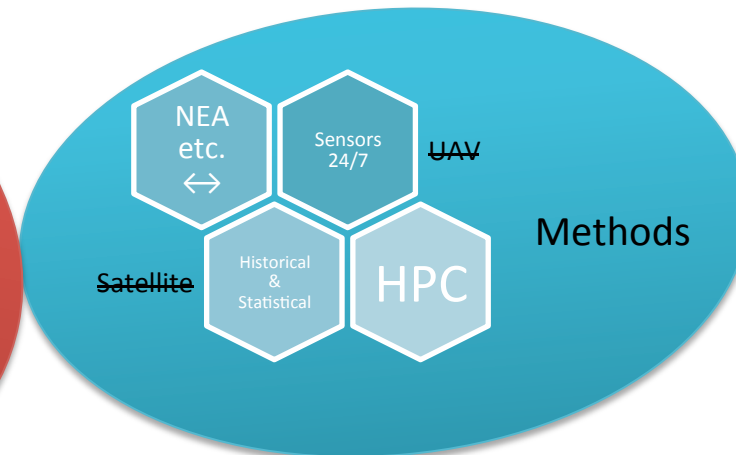 NEA
etc.
↔
Sensors
24/7
UAV
Methods
Satellite
Historical
&
Statistical
HPC